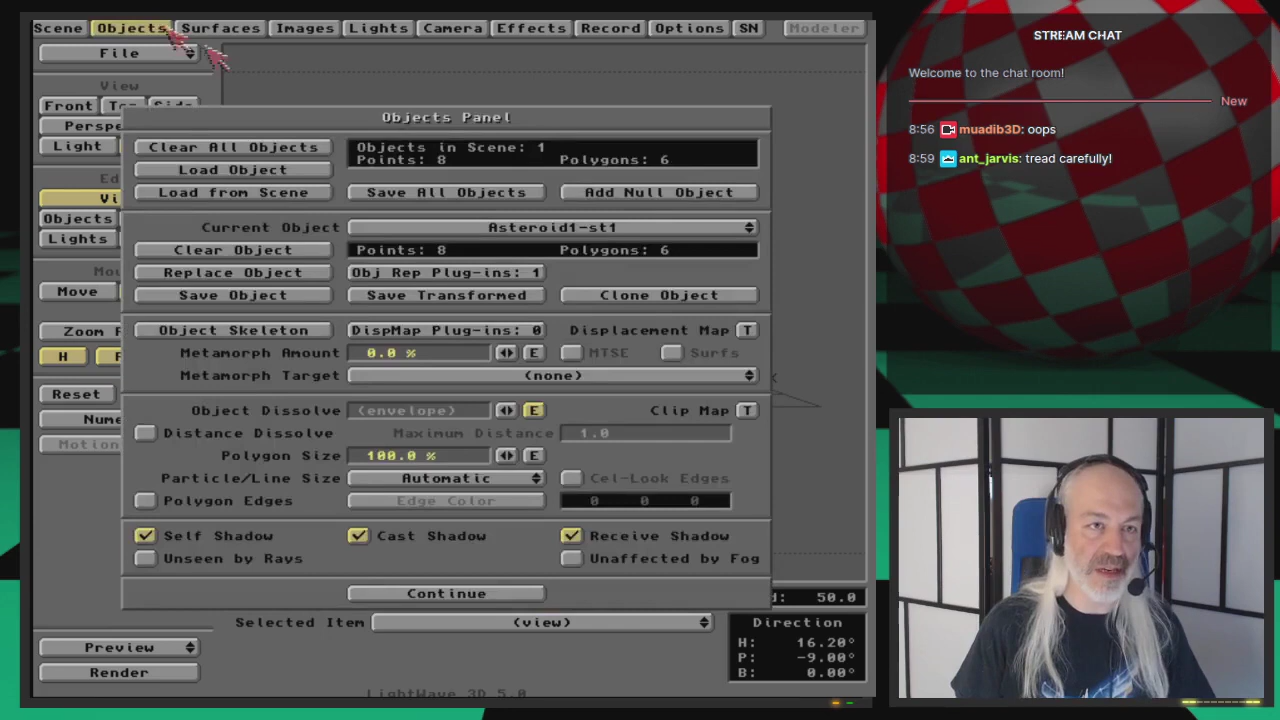 Scene Objects Surfaces Images Lights Camera Effects Record Options SN Modeler
File
View
Front Top Side
Perspe
Light
Vi
Objects
Lights
Move
Zoom
H
Reset
Nume
Motion
Preview
Render
Objects Panel
Clear All Objects
Objects in Scene: 1
Points: 8 Polygons: 6
Load Object
Load from Scene Save All Objects Add Null Object
Current Object Asteroid1-st1
Clear Object Points: 8 Polygons: 6
Replace Object Obj Rep Plug-ins: 1
Save Object Save Transformed Clone Object
Object Skeleton DispMap Plug-ins: 0 Displacement Map T
Metamorph Amount 0.0 % E MTSE Surfs
Metamorph Target (none)
Object Dissolve (envelope) E Clip Map T
Distance Dissolve Maximum Distance 1.0
Polygon Size 100.0 % E
Particle/Line Size Automatic Cel-Look Edges
Polygon Edges Edge Color 0 0 0
Self Shadow Cast Shadow Receive Shadow
Unseen by Rays Unaffected by Fog
Continue
d: 50.0
Selected Item (view)
Direction
H: 16.20°
P: -9.00°
B: 0.00°
LightWave 3D 5.0
STREAM CHAT
Welcome to the chat room!
New
8:56 muadib3D: oops
8:59 ant_jarvis: tread carefully!